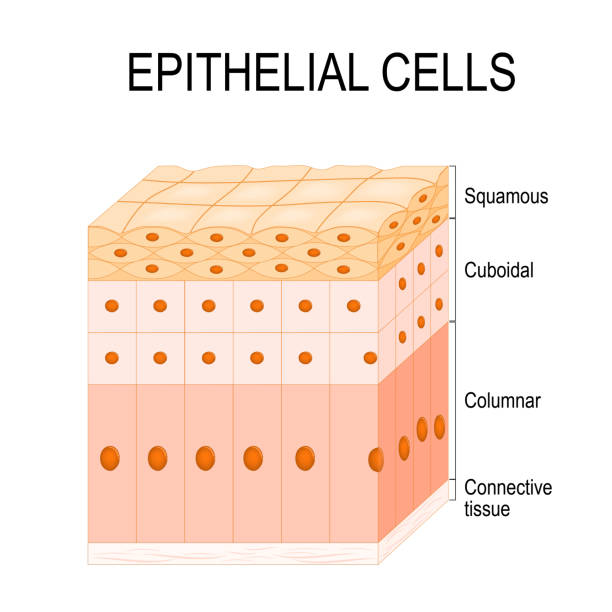 EPITHELIAL CELLS
Squamous
Cuboidal
Columnar
Connective
tissue